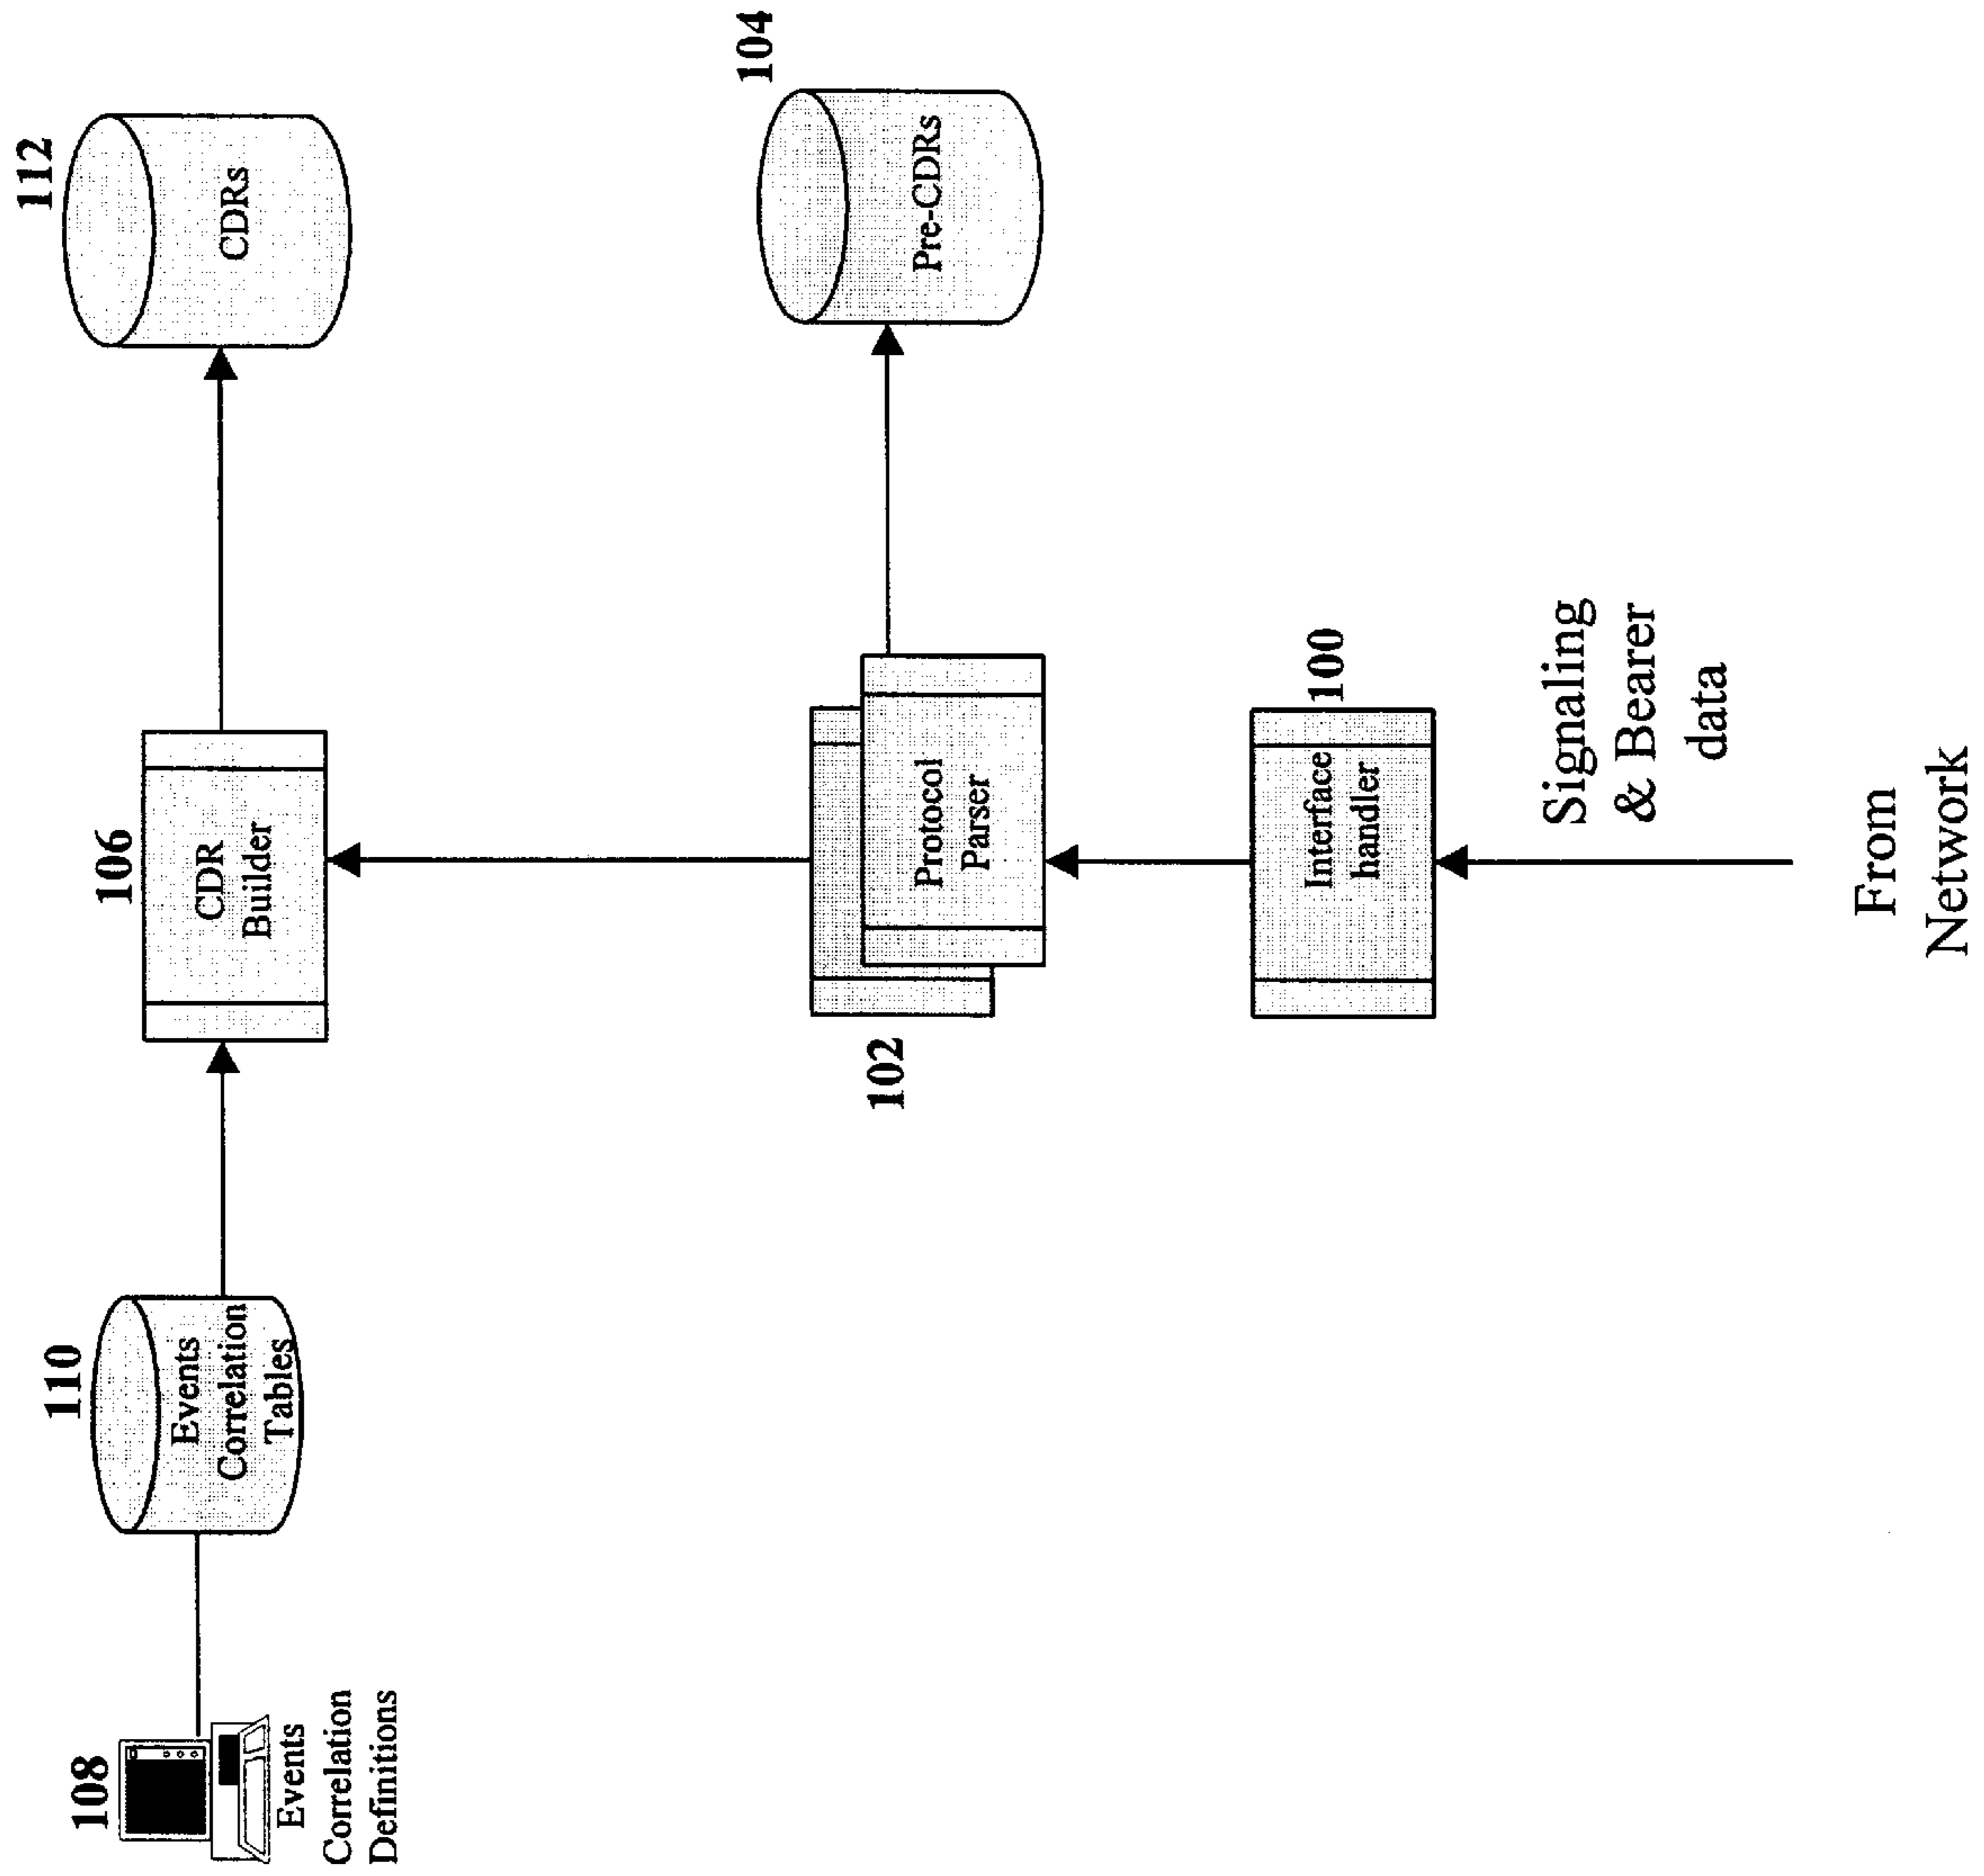 108
Events
Correlation
Definitions
110
Events
Correlation
Tables
106
CDR
Builder
112
CDRs
102
Protocol
Parser
104
Pre-CDRs
Interface
handler
100
Signaling
& Bearer
data
From
Network